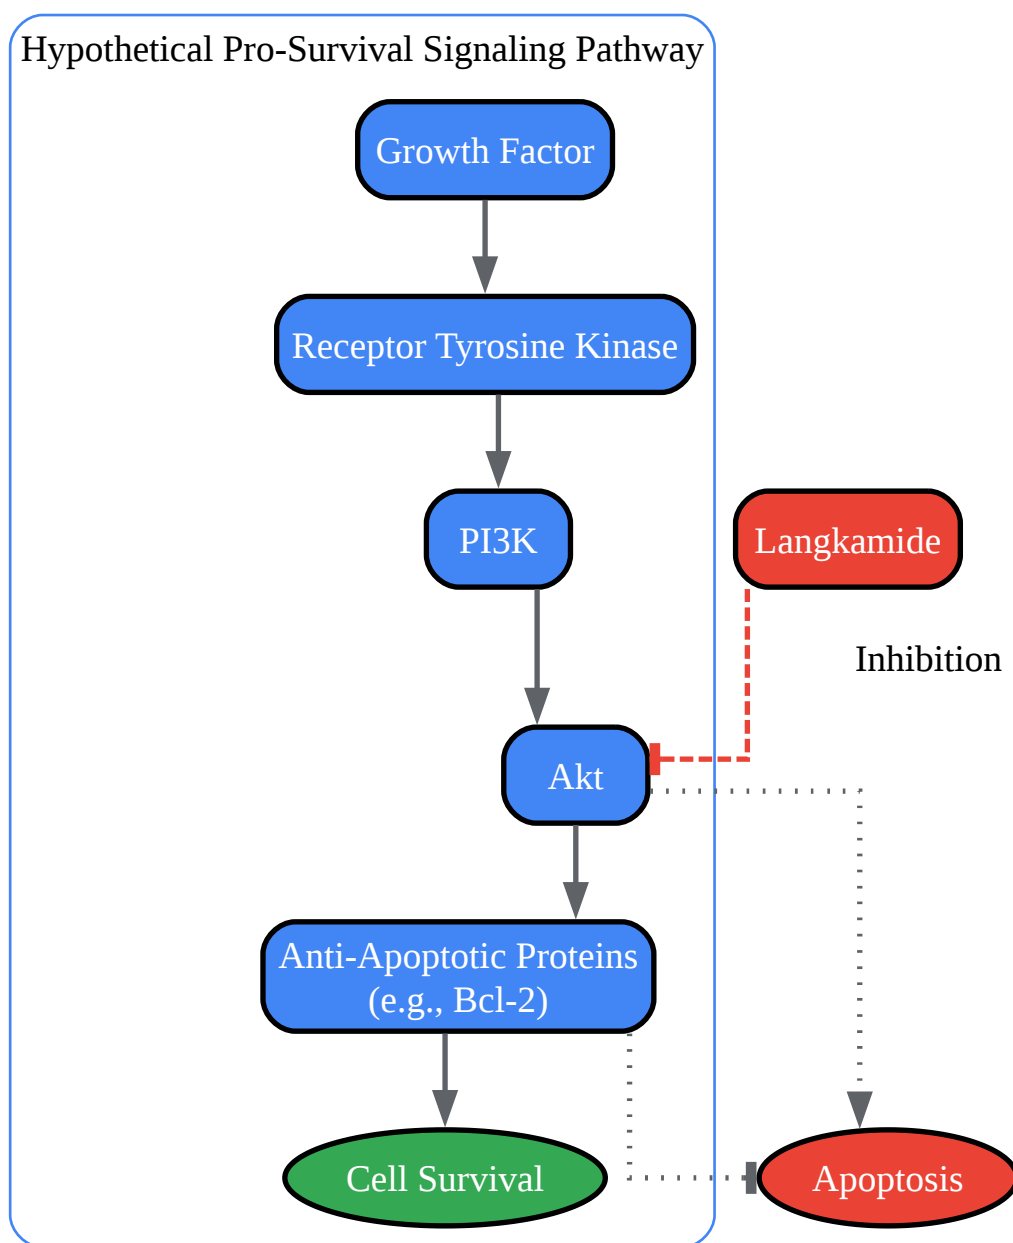 Hypothetical Pro-Survival Signaling Pathway
Growth Factor
Receptor Tyrosine Kinase
PI3K
Langkamide
Inhibition
Akt
Anti-Apoptotic Proteins
(e.g., Bcl-2)
Cell Survival
Apoptosis